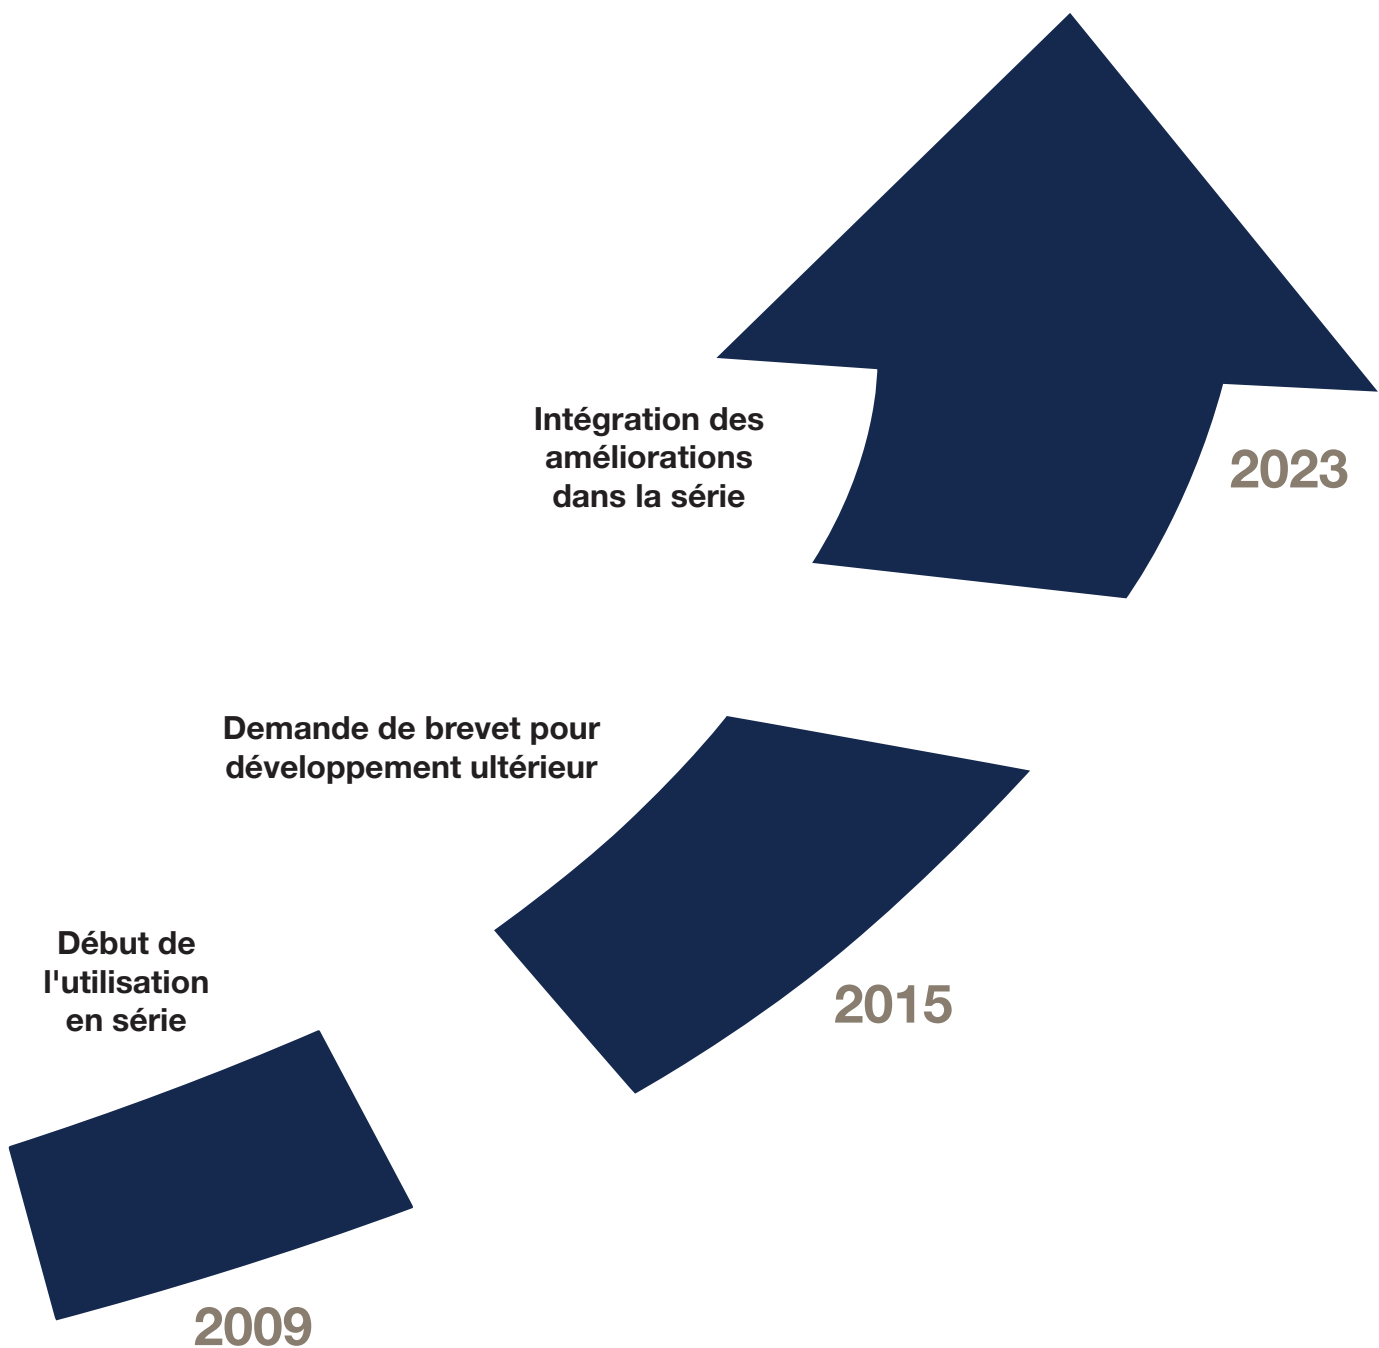 Intégration des
améliorations
dans la série
2023
Demande de brevet pour
développement ultérieur
2015
Début de
l'utilisation
en série
2009